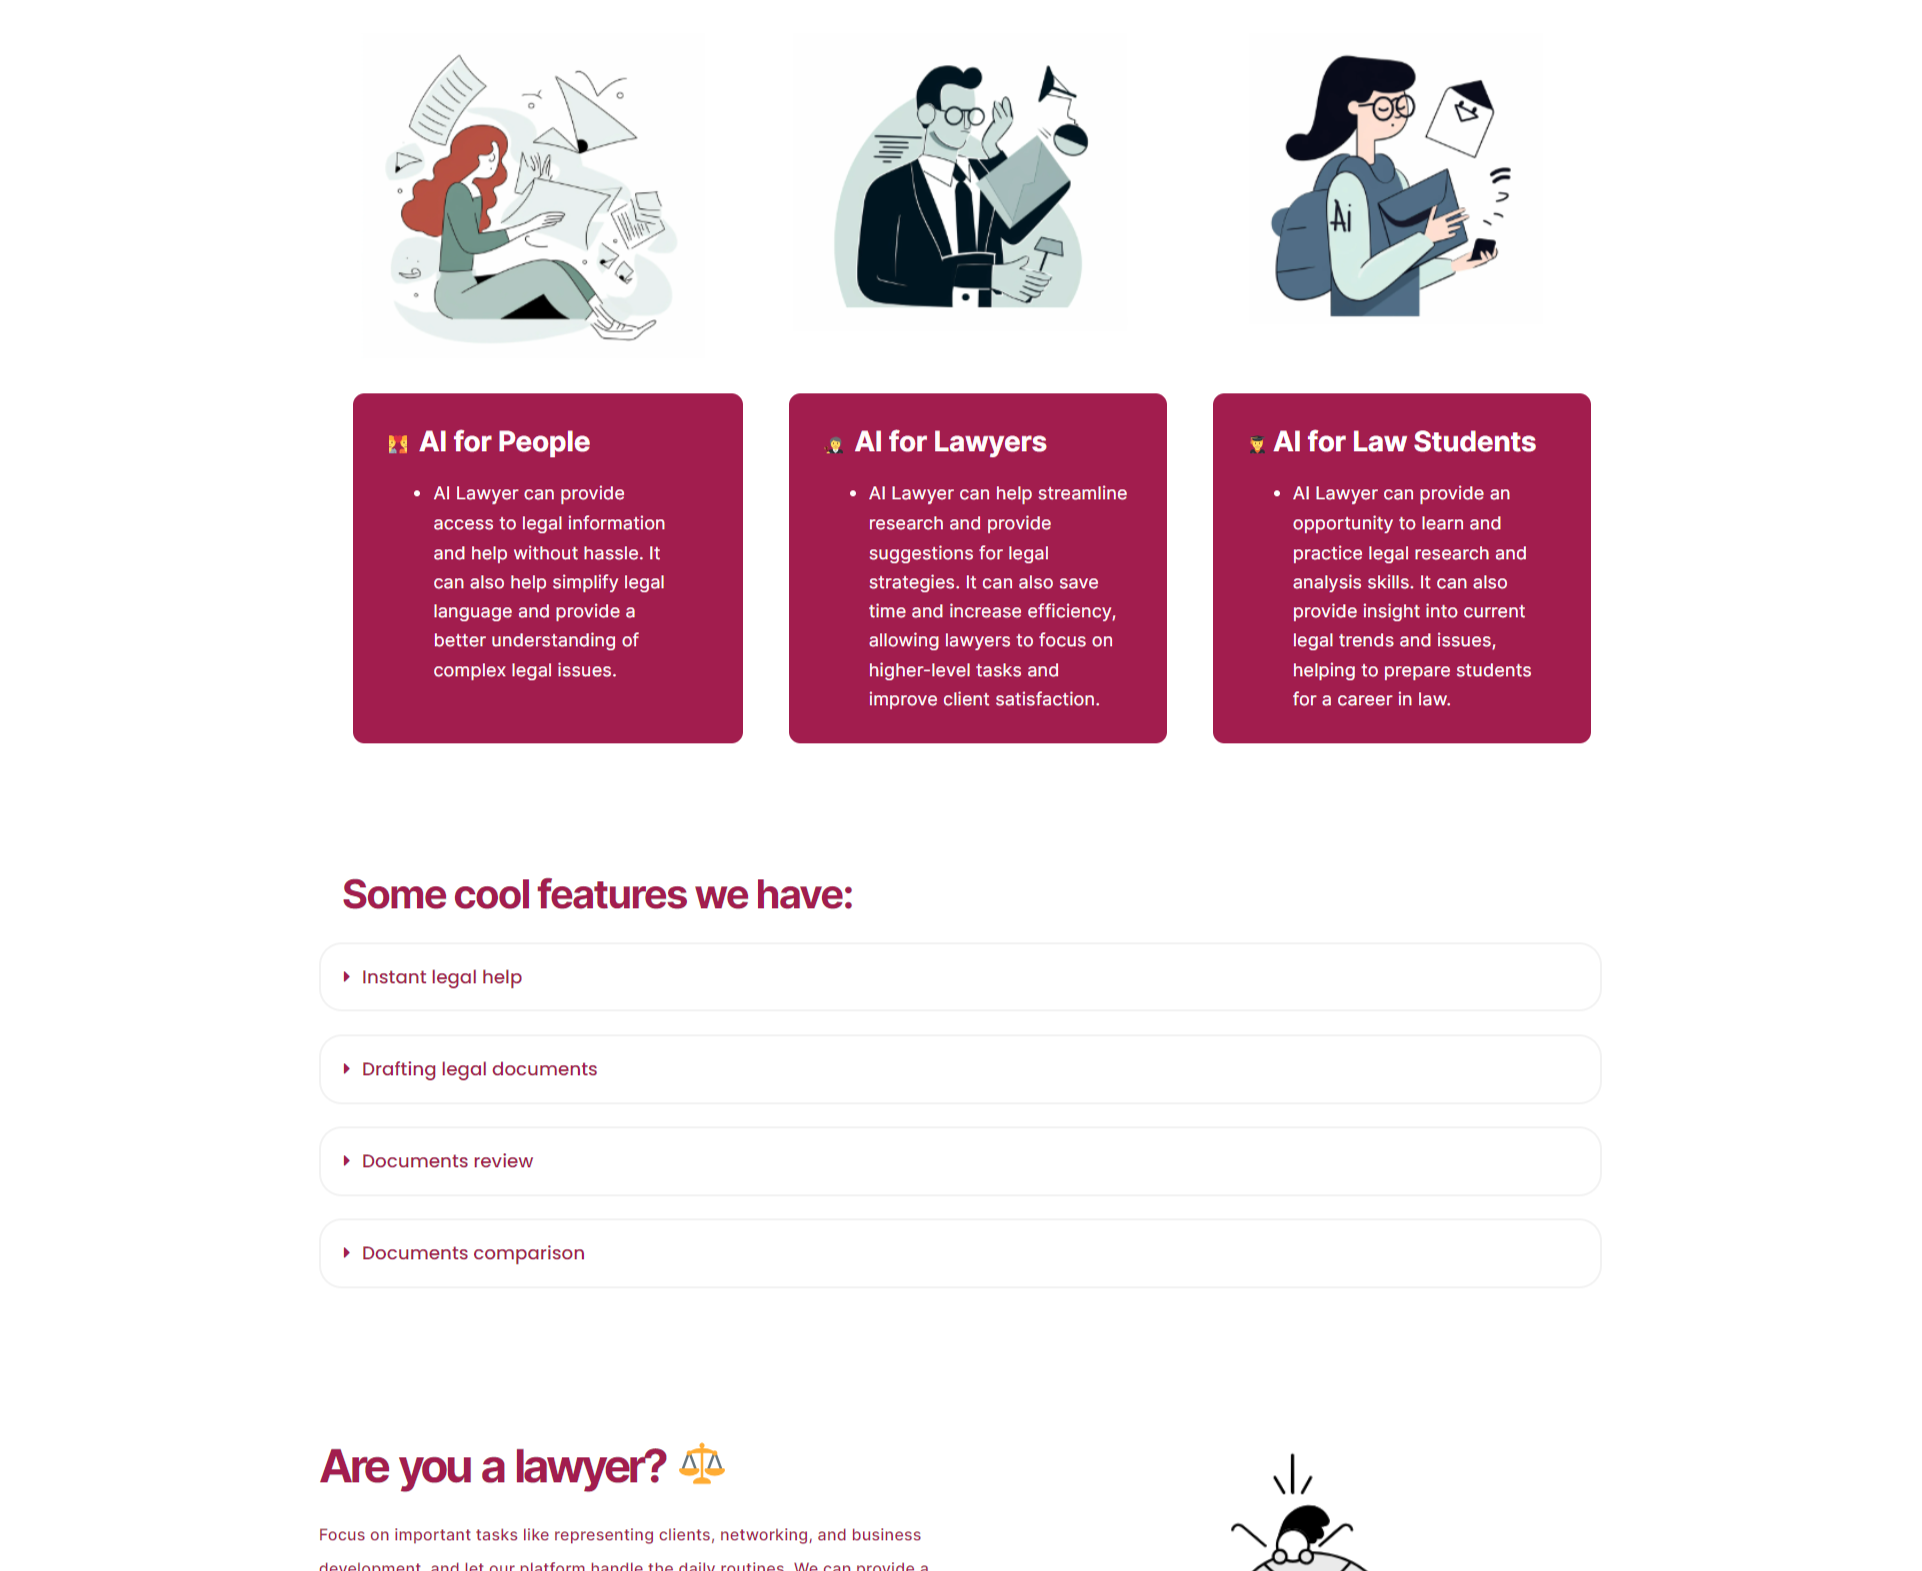 Ai
AI for People
AI Lawyer can provide
access to legal information
and help without hassle. It
can also help simplify legal
language and provide a
better understanding of
complex legal issues.
AI for Lawyers
AI Lawyer can help streamline
research and provide
suggestions for legal
strategies. It can also save
time and increase efficiency,
allowing lawyers to focus on
higher-level tasks and
improve client satisfaction.
AI for Law Students
AI Lawyer can provide an
opportunity to learn and
practice legal research and
analysis skills. It can also
provide insight into current
legal trends and issues,
helping to prepare students
for a career in law.
Some cool features we have:
Instant legal help
Drafting legal documents
Documents review
Documents comparison
Are you a lawyer?
Focus on important tasks like representing clients, networking, and business
development, and let our platform handle the daily routines. We can provide a